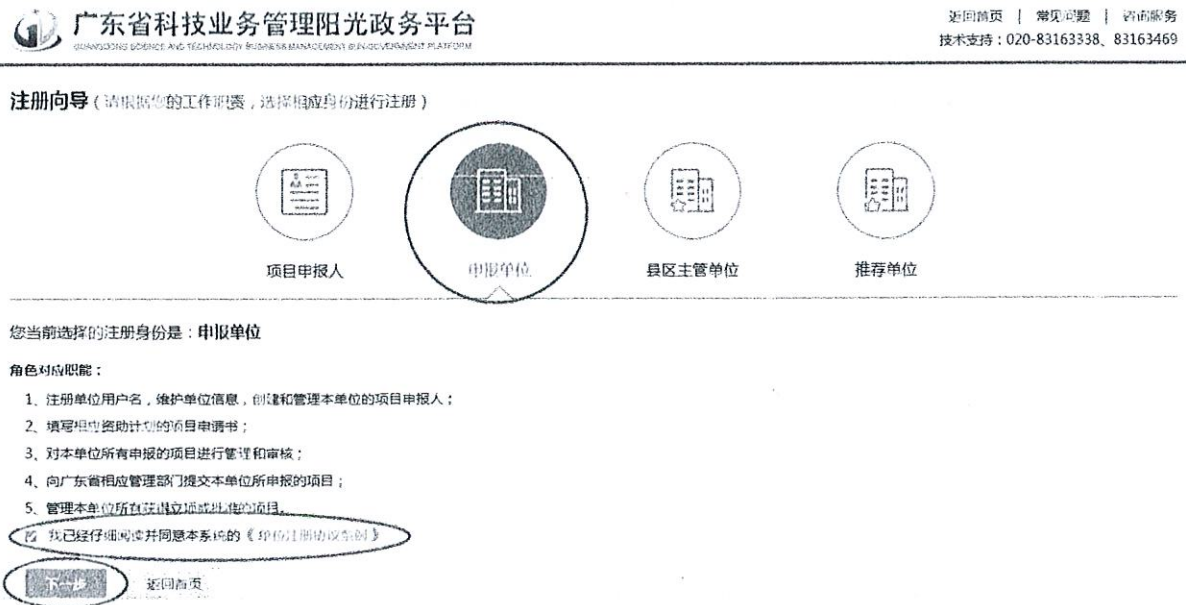 广东省科技业务管理阳光政务平台
GUANGDONG SCIENCE AND TECHNOLOGY BUSINESS MANAGEMENT SUN GOVERNMENT PLATFORM
返回首页 | 常见问题 | 咨询服务
技术支持：020-83163338、83163469
注册向导（请根据您的工作职责，选择相应身份进行注册）
项目申报人
申报单位
县区主管单位
推荐单位
您当前选择的注册身份是：申报单位
角色对应职能：
1、注册单位用户名，维护单位信息，创建和管理本单位的项目申报人；
2、填写相应资助计划的项目申请书；
3、对本单位所有申报的项目进行管理和审核；
4、向广东省相应管理部门提交本单位所申报的项目；
5、管理本单位所有获得立项或批准的项目。
我已经仔细阅读并同意本系统的《单位注册协议细则》
下一步
返回首页